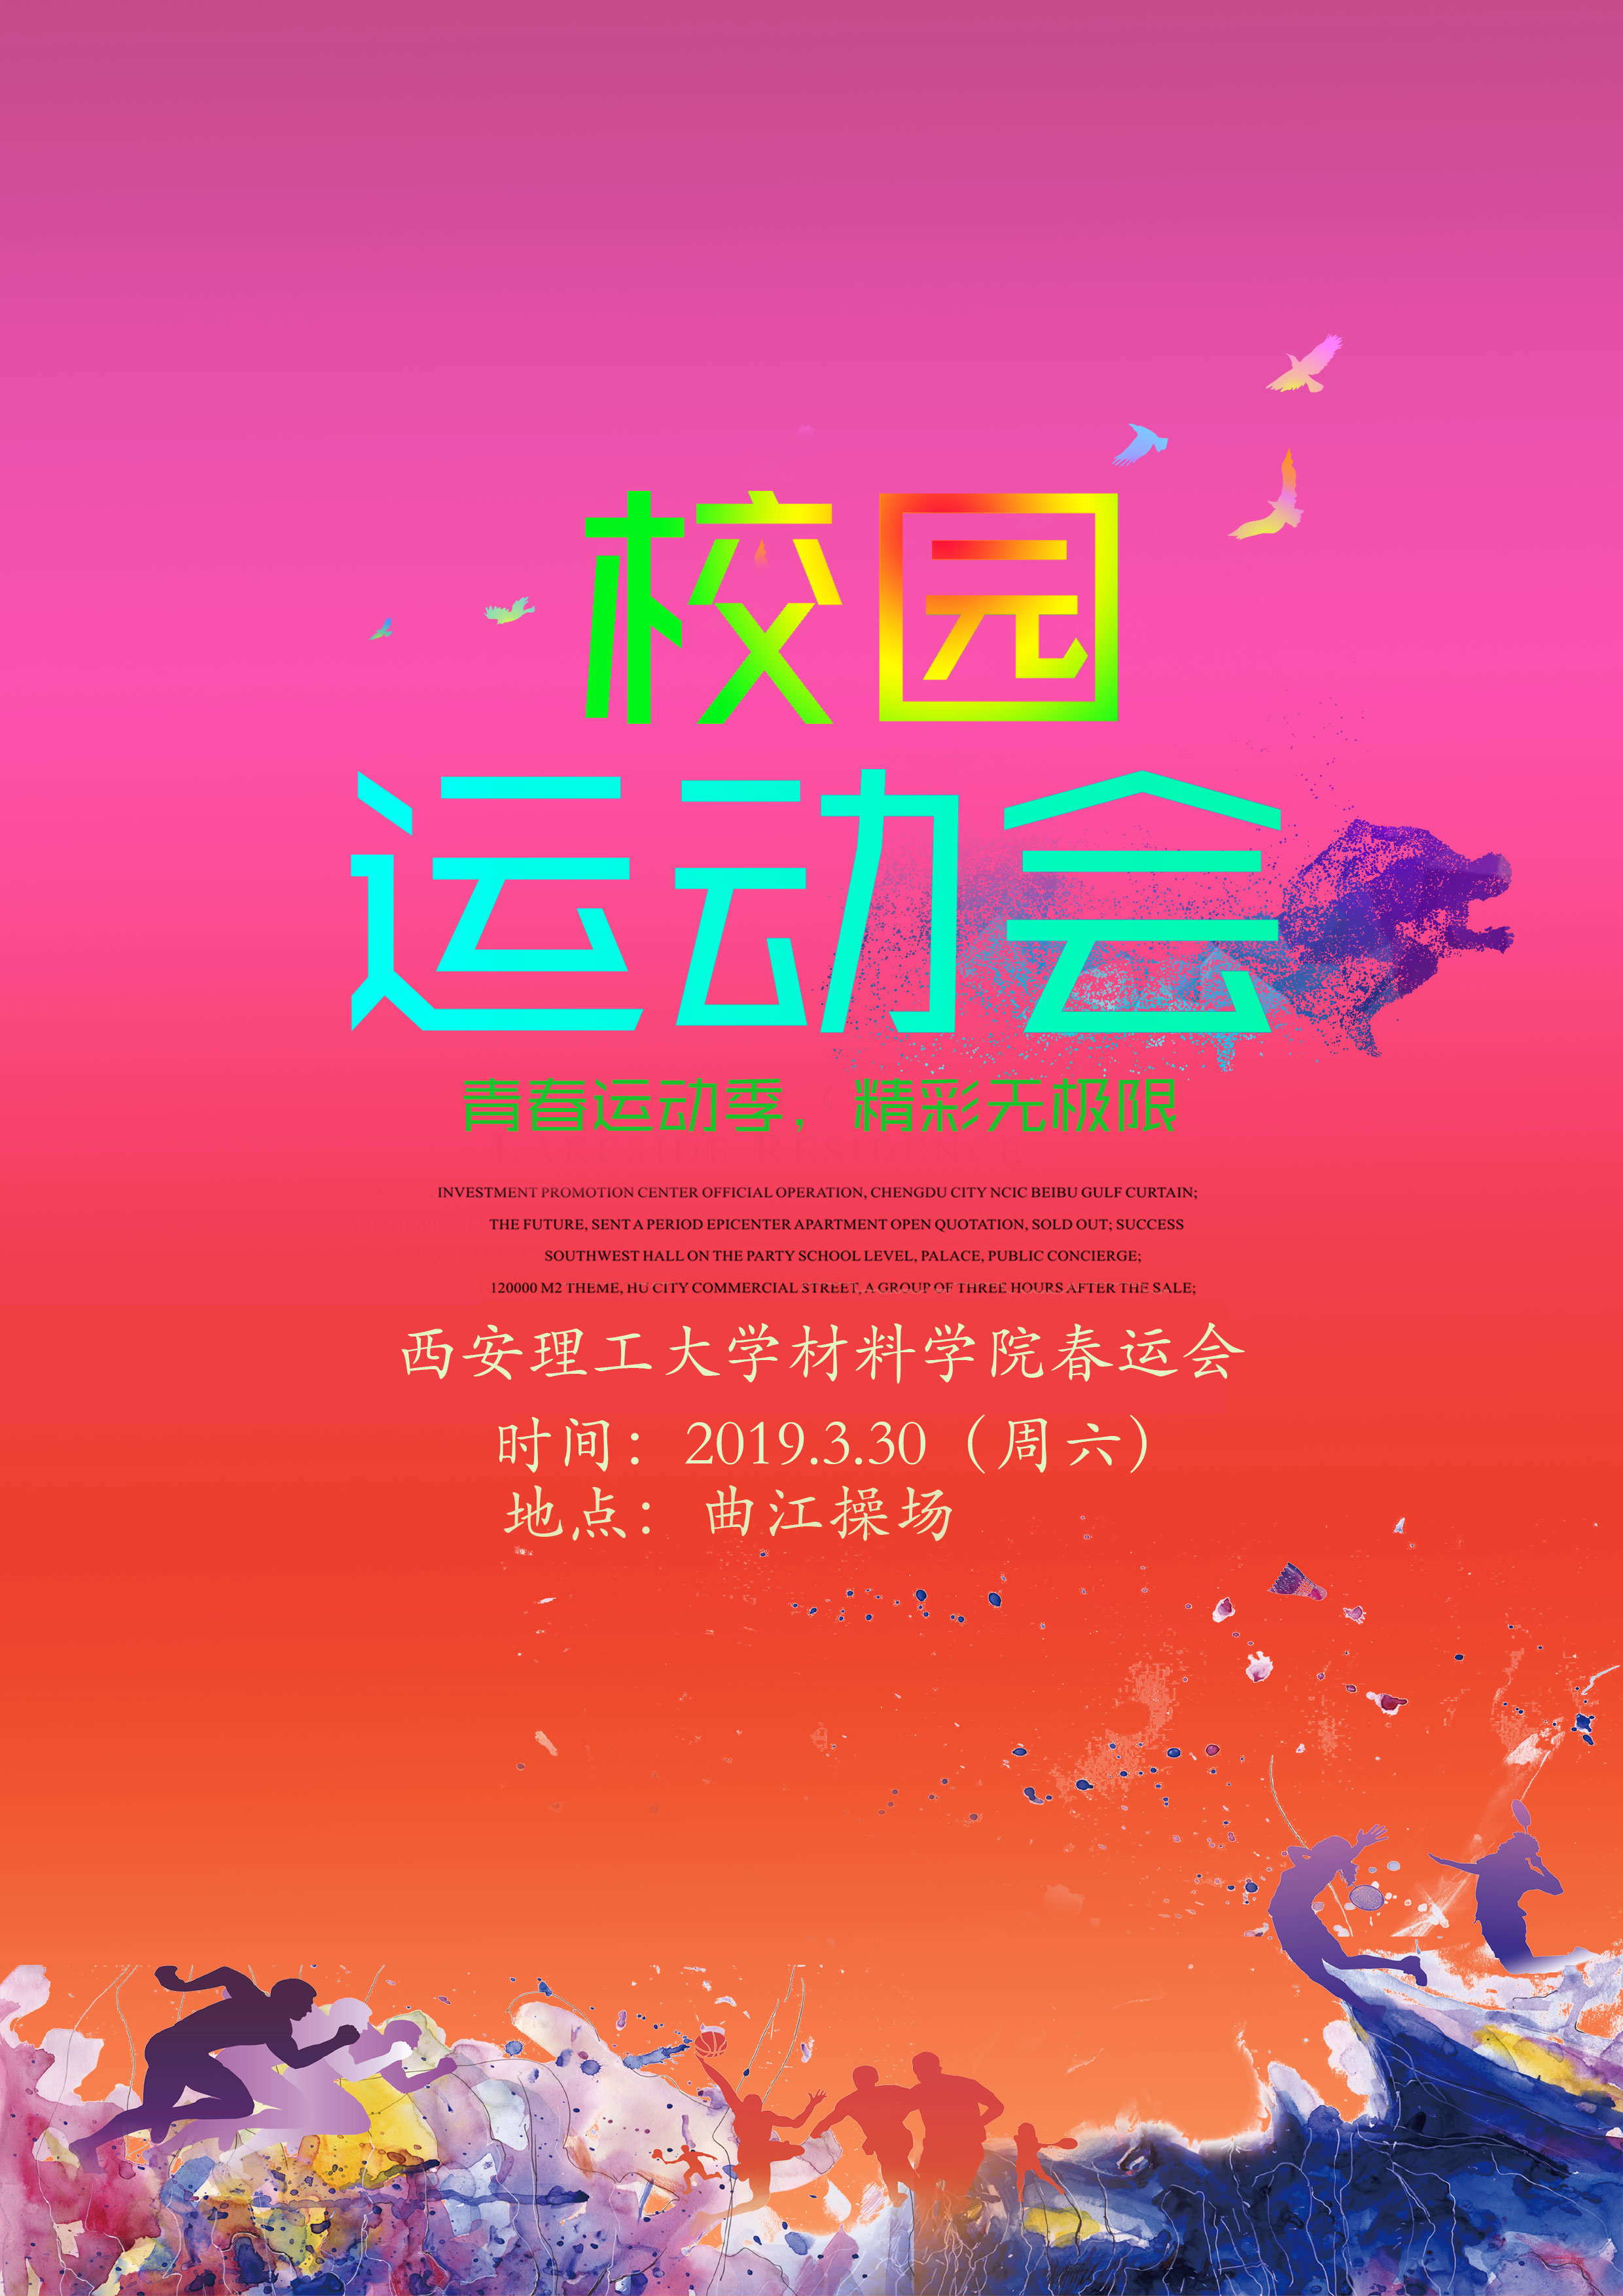 校园
运动会
青春运动季，精彩无极限
LAKESIDE RESIDENCE
INVESTMENT PROMOTION CENTER OFFICIAL OPERATION, CHENGDU CITY NCIC BEIBU GULF CURTAIN;
THE FUTURE, SENT A PERIOD EPICENTER APARTMENT OPEN QUOTATION, SOLD OUT; SUCCESS
SOUTHWEST HALL ON THE PARTY SCHOOL LEVEL, PALACE, PUBLIC CONCIERGE;
120000 M2 THEME, HU CITY COMMERCIAL STREET, A GROUP OF THREE HOURS AFTER THE SALE;
西安理工大学材料学院春运会
时间：2019.3.30（周六）
地点： 曲江操场